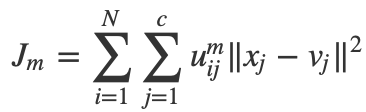 J_m = \sum_{i=1}^{N} \sum_{j=1}^{c} u_{ij}^{m} \|x_j - v_j\|^2